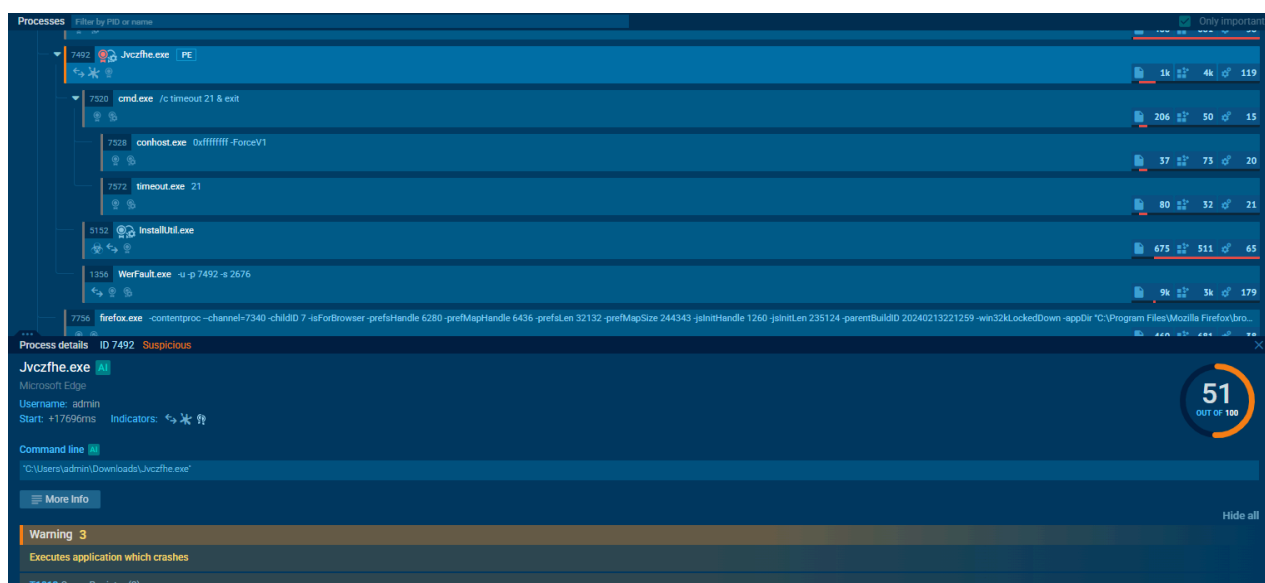 Processes Filter by PID or name Only important
7492 Jvczfhe.exe PE
1k 4k 119
7520 cmd.exe /c timeout 21 & exit
206 50 15
7528 conhost.exe 0xffffffff -ForceV1
37 73 20
7572 timeout.exe 21
80 32 21
5152 InstallUtil.exe
675 511 65
1356 WerFault.exe -u -p 7492 -s 2676
9k 3k 179
7756 firefox.exe -contentproc --channel=7340 -childID 7 -isForBrowser -prefsHandle 6280 -prefMapHandle 6436 -prefsLen 32132 -prefMapSize 244343 -jsInitHandle 1260 -jsInitLen 235124 -parentBuildID 20240213221259 -win32kLockedDown -appDir "C:\Program Files\Mozilla Firefox\bro...
Process details ID 7492 Suspicious
Jvczfhe.exe AI
Microsoft Edge
51
OUT OF 100
Username: admin
Start: +17696ms Indicators:
Command line AI
"C:\Users\admin\Downloads\Jvczfhe.exe"
More Info
Hide all
Warning 3
Executes application which crashes